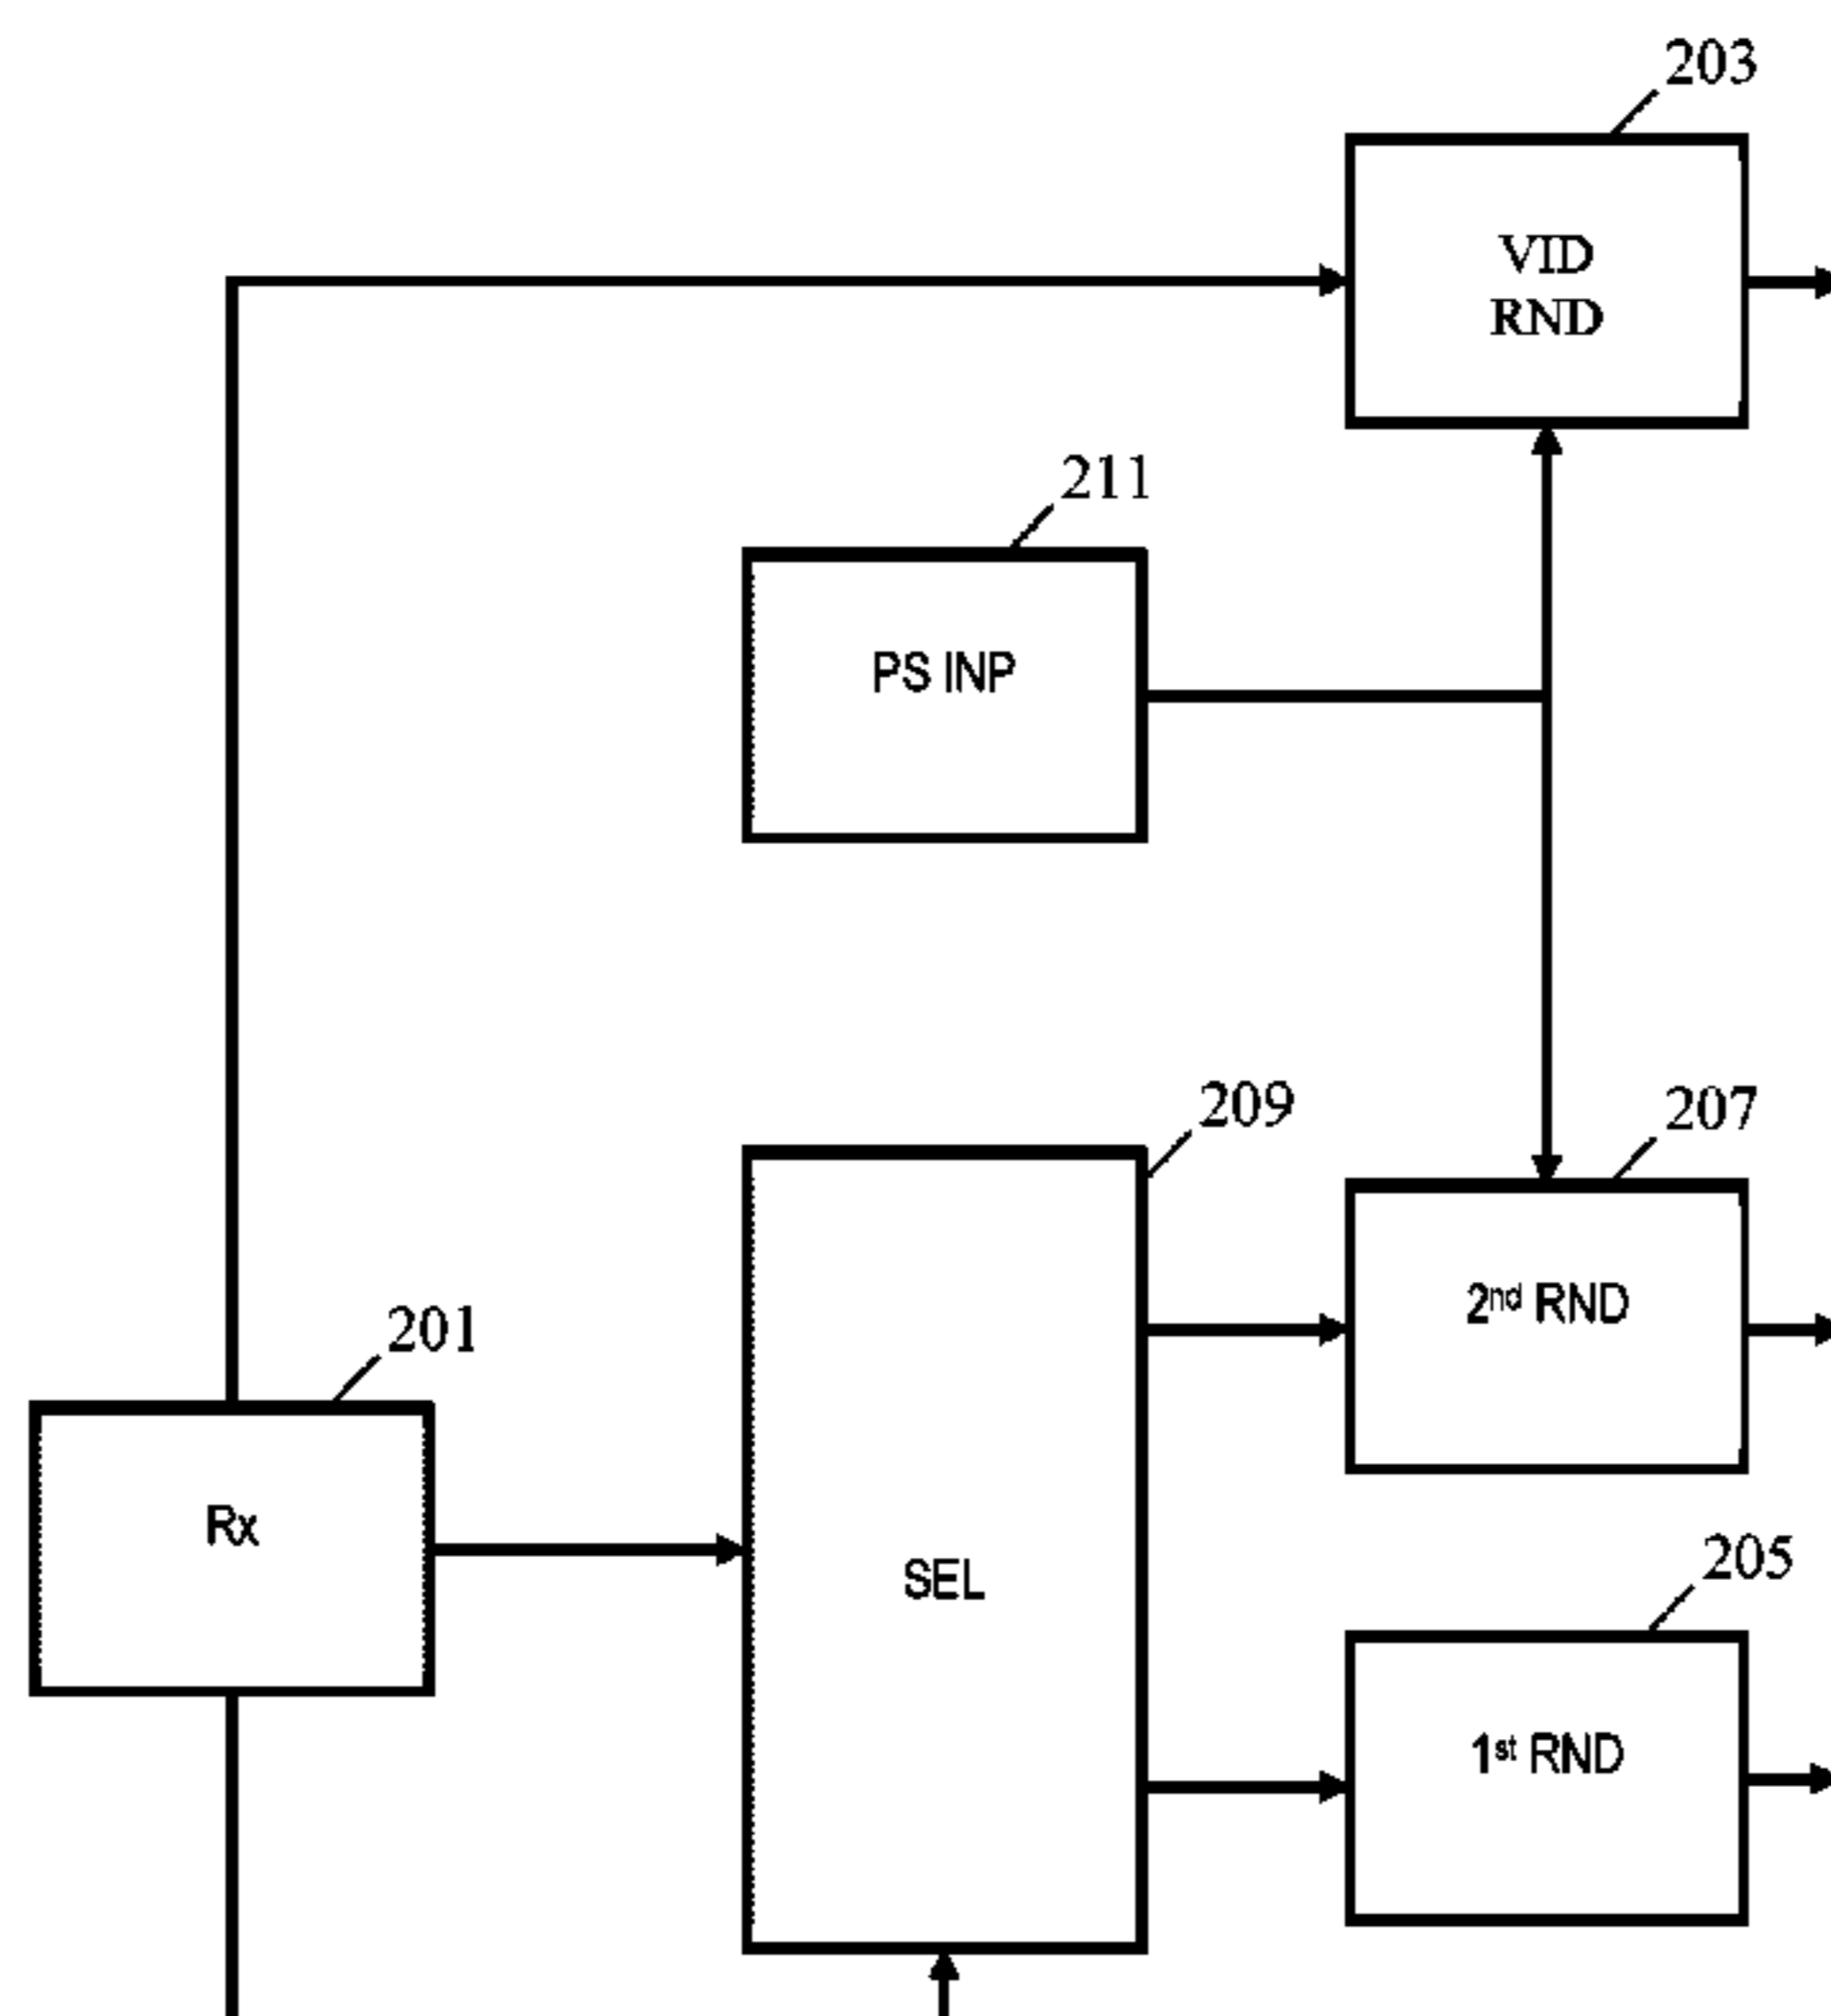 203
VID
RND
211
PS INP
209
207
2nd RND
201
Rx
SEL
205
1st RND